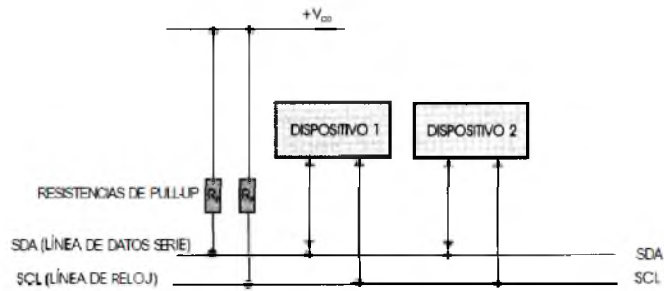 +V_DD
DISPOSITIVO 1
DISPOSITIVO 2
RESISTENCIAS DE PULL-UP
SDA (LÍNEA DE DATOS SERIE)
SDA
SCL (LÍNEA DE RELOJ)
SCL